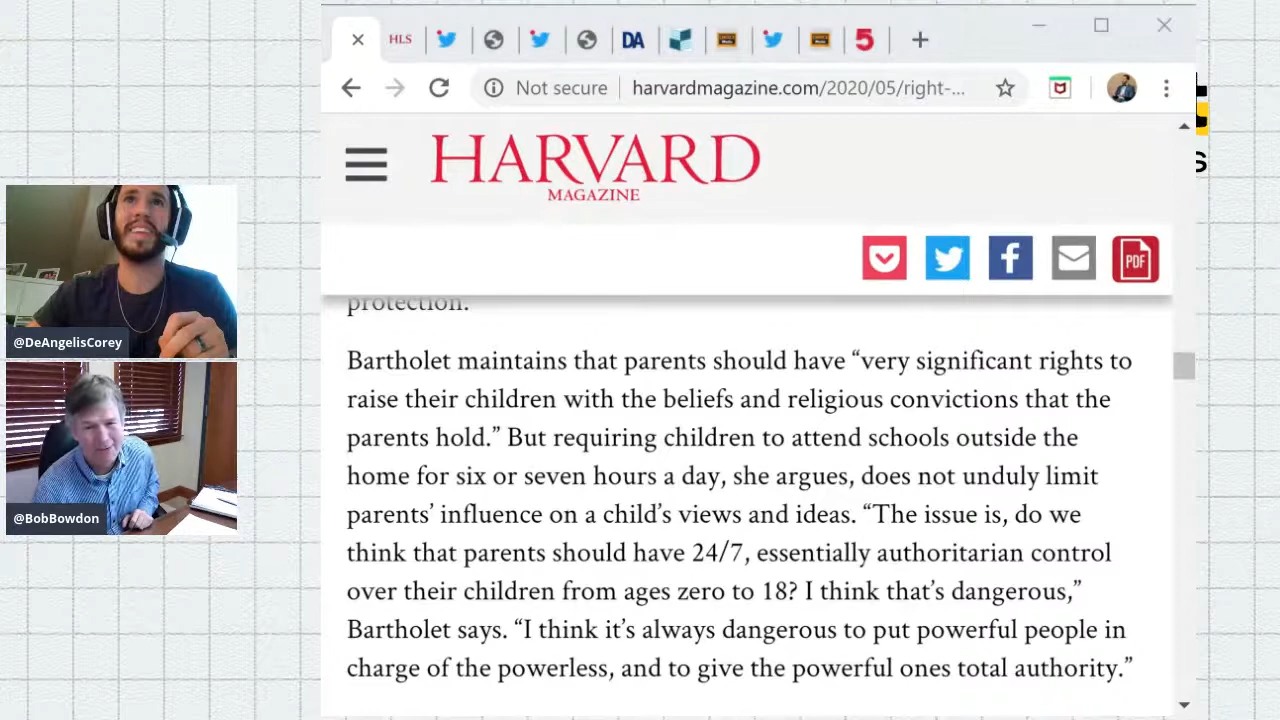 HLS
DA
5
Not secure
harvardmagazine.com/2020/05/right-...
HARVARD
MAGAZINE
PDF
protection.
Bartholet maintains that parents should have “very significant rights to
raise their children with the beliefs and religious convictions that the
parents hold.” But requiring children to attend schools outside the
home for six or seven hours a day, she argues, does not unduly limit
parents’ influence on a child’s views and ideas. “The issue is, do we
think that parents should have 24/7, essentially authoritarian control
over their children from ages zero to 18? I think that’s dangerous,”
Bartholet says. “I think it’s always dangerous to put powerful people in
charge of the powerless, and to give the powerful ones total authority.”
@DeAngelisCorey
@BobBowdon